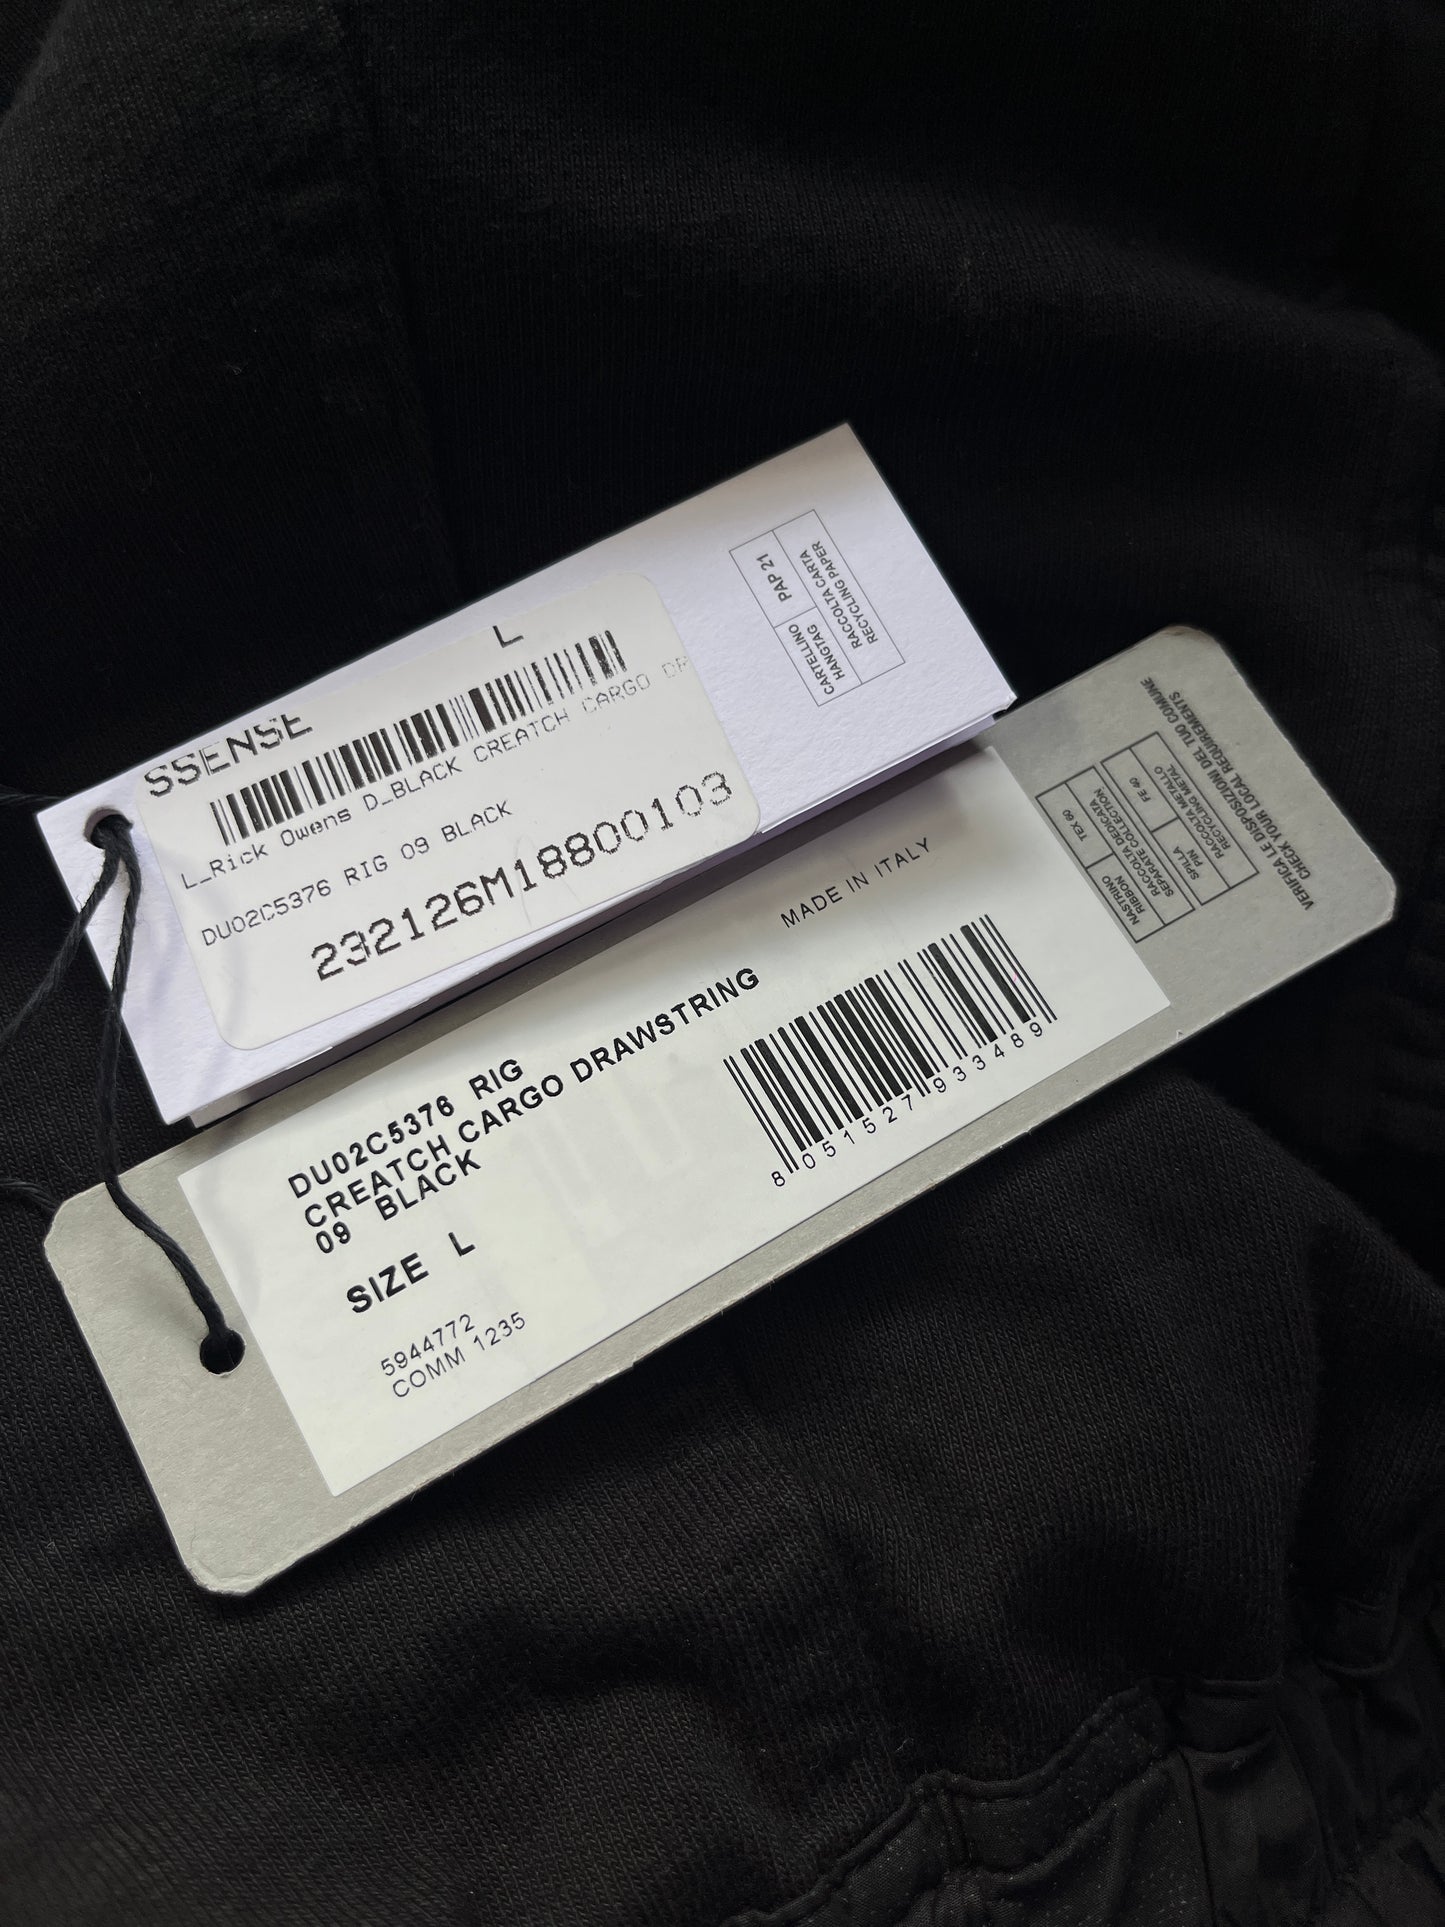 L
SSENSE
L_Rick Owens D_BLACK CREATCH CARGO DR
DU02C5376 RIG 09 BLACK
232126M18800103
CARTELLINO
HANGTAG
PAP 21
RACCOLTA CARTA
RECYCLING PAPER
MADE IN ITALY
DU02C5376 RIG
CREATCH CARGO DRAWSTRING
09 BLACK
SIZE L
5944772
COMM 1235
8051527933489
NASTRINO
RIBBON
TEX 60
RACCOLTA DEDICATA
SEPARATE COLLECTION
SPILLA
PIN
FE 40
RACCOLTA METALLO
RECYCLING METAL
VERIFICA LE DISPOSIZIONI DEL TUO COMUNE
CHECK YOUR LOCAL REQUIREMENTS